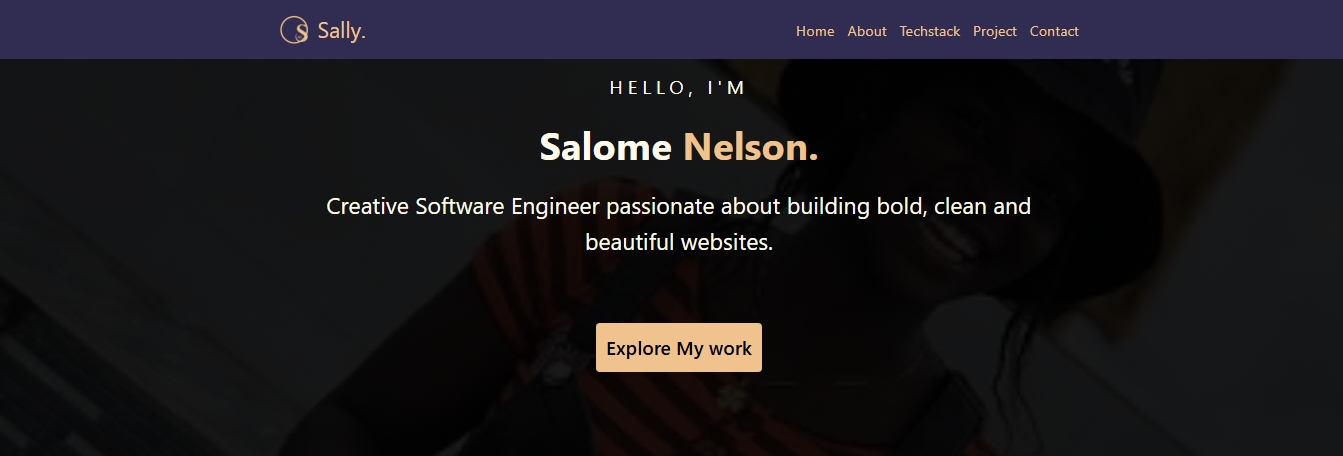 S Sally.
Home About Techstack Project Contact
HELLO, I'M
Salome Nelson.
Creative Software Engineer passionate about building bold, clean and
beautiful websites.
Explore My work